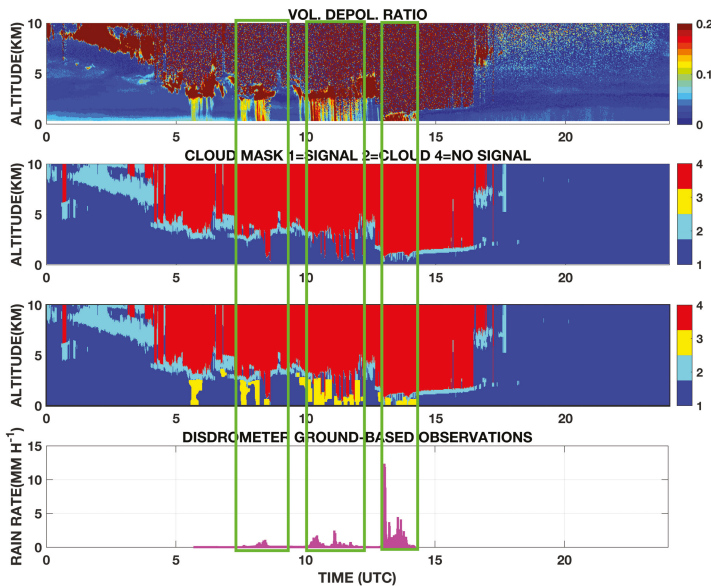 VOL. DEPOL. RATIO
10
5
0
ALTITUDE(KM)
0 5 10 15 20
0.2
0.1
0
CLOUD MASK 1=SIGNAL 2=CLOUD 4=NO SIGNAL
10
5
0
ALTITUDE(KM)
0 5 10 15 20
4
3
2
1
10
5
0
ALTITUDE(KM)
0 5 10 15 20
4
3
2
1
DISDROMETER GROUND-BASED OBSERVATIONS
15
10
5
0
RAIN RATE(MM H-1)
0 5 10 15 20
TIME (UTC)